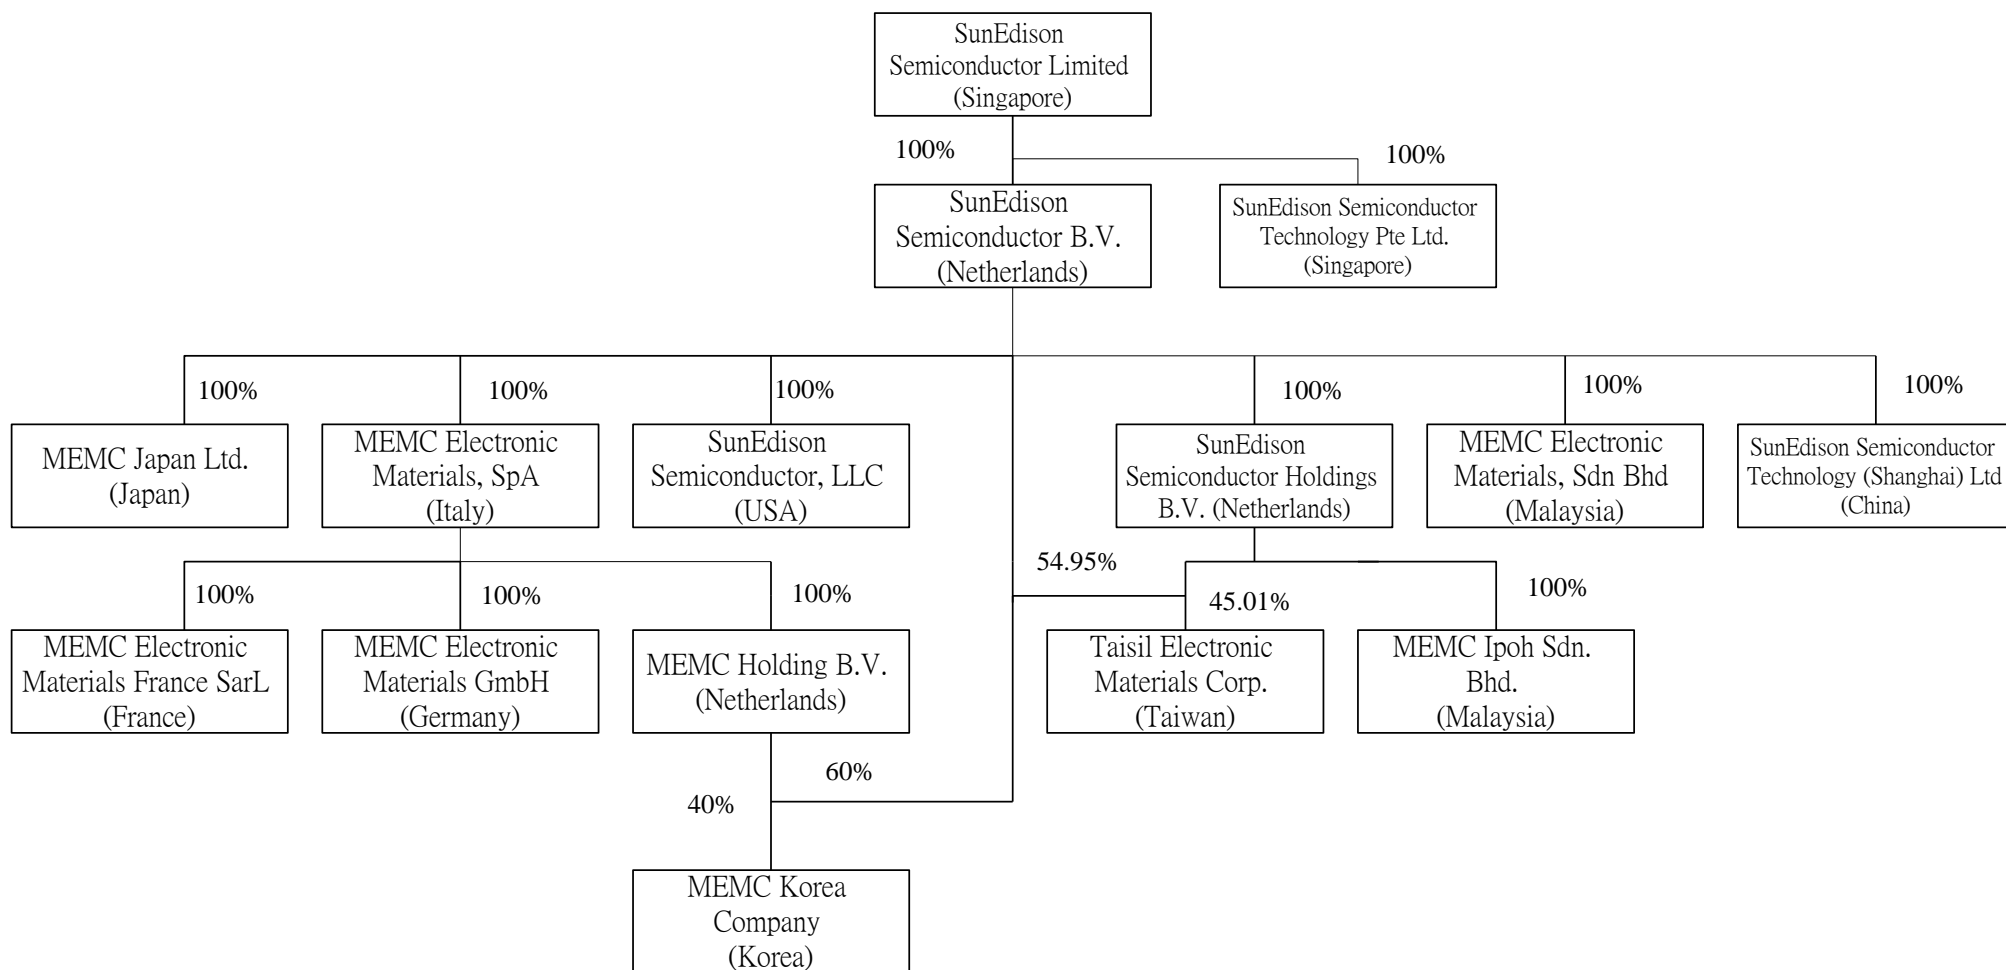 SunEdison
Semiconductor Limited
(Singapore)
100%
100%
SunEdison
Semiconductor B.V.
(Netherlands)
SunEdison Semiconductor
Technology Pte Ltd.
(Singapore)
100%
100%
100%
100%
100%
100%
MEMC Japan Ltd.
(Japan)
MEMC Electronic
Materials, SpA
(Italy)
SunEdison
Semiconductor, LLC
(USA)
SunEdison
Semiconductor Holdings
B.V. (Netherlands)
MEMC Electronic
Materials, Sdn Bhd
(Malaysia)
SunEdison Semiconductor
Technology (Shanghai) Ltd
(China)
100%
100%
100%
54.95%
45.01%
100%
MEMC Electronic
Materials France SarL
(France)
MEMC Electronic
Materials GmbH
(Germany)
MEMC Holding B.V.
(Netherlands)
Taisil Electronic
Materials Corp.
(Taiwan)
MEMC Ipoh Sdn.
Bhd.
(Malaysia)
60%
40%
MEMC Korea
Company
(Korea)